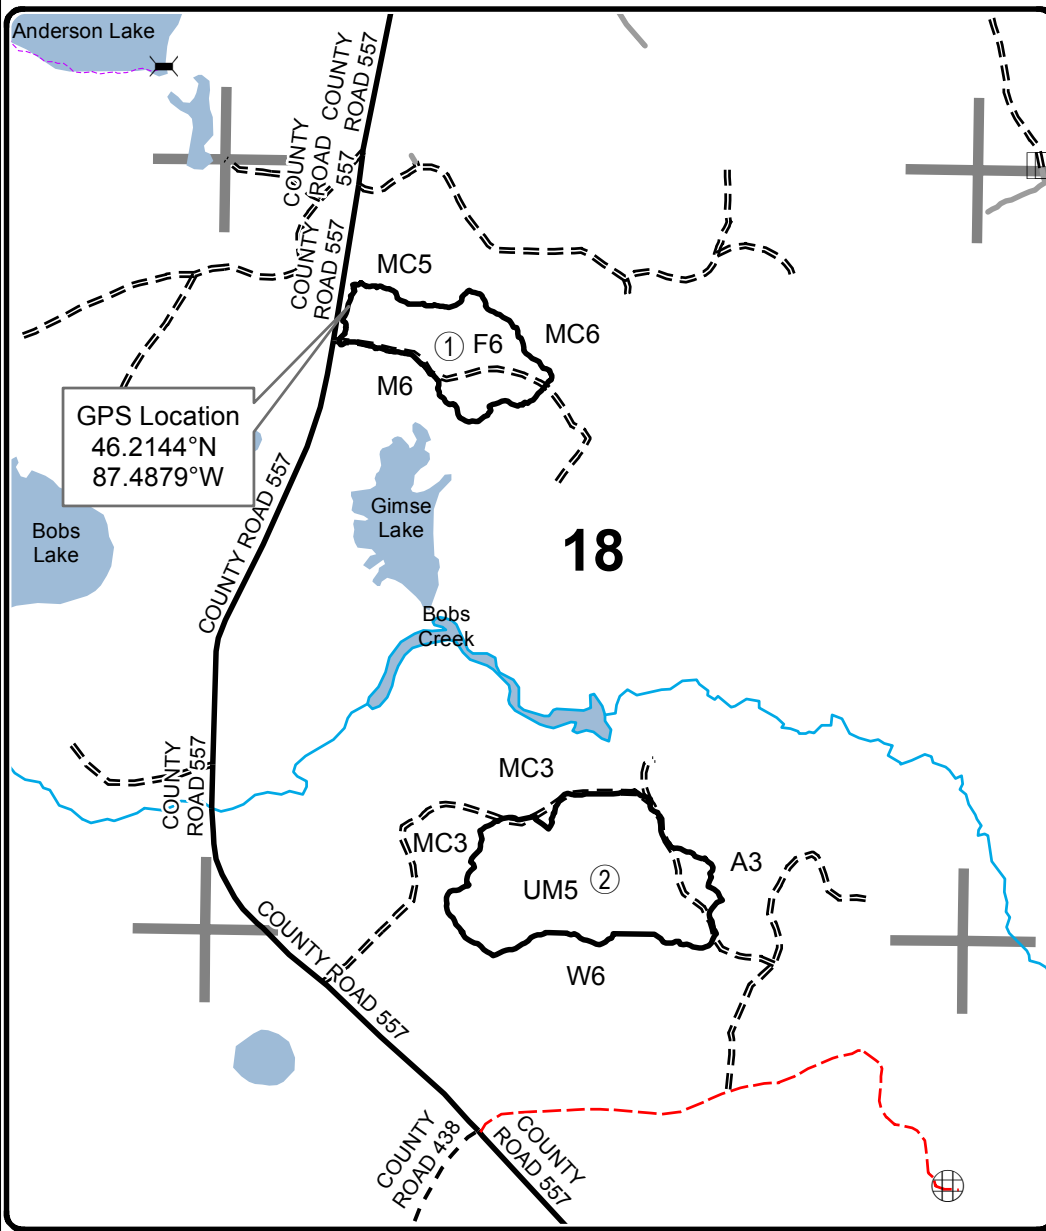 Anderson Lake
COUNTY
ROAD 557
COUNTY
ROAD
557
COUNTY
ROAD 557
MC5
MC6
1
F6
M6
GPS Location
46.2144°N
87.4879°W
COUNTY ROAD 557
Gimse
Lake
18
Bobs
Lake
Bobs
Creek
COUNTY
ROAD 557
MC3
MC3
A3
UM5
2
W6
COUNTY ROAD 557
COUNTY
ROAD 438
COUNTY
ROAD 557